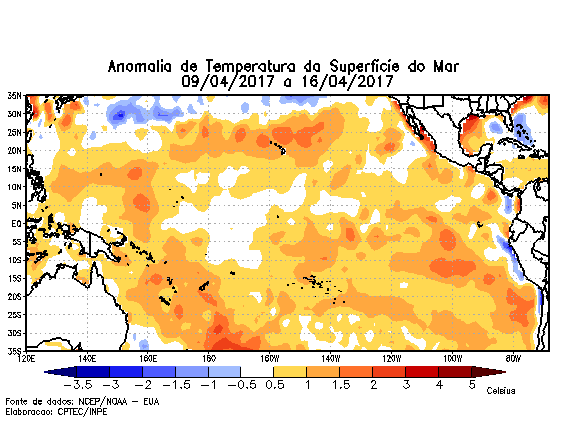 Anomalia de Temperatura da Superfície do Mar
09/04/2017 a 16/04/2017
35N
30N
25N
20N
15N
10N
5N
EQ
5S
10S
15S
20S
25S
30S
35S
120E 140E 160E 180 160W 140W 120W 100W 80W
−3.5 −3 −2 −1.5 −1 −0.5 0.5 1 1.5 2 3 4 5
Celsius
Fonte de dados: NCEP/NOAA − EUA
Elaboracao: CPTEC/INPE